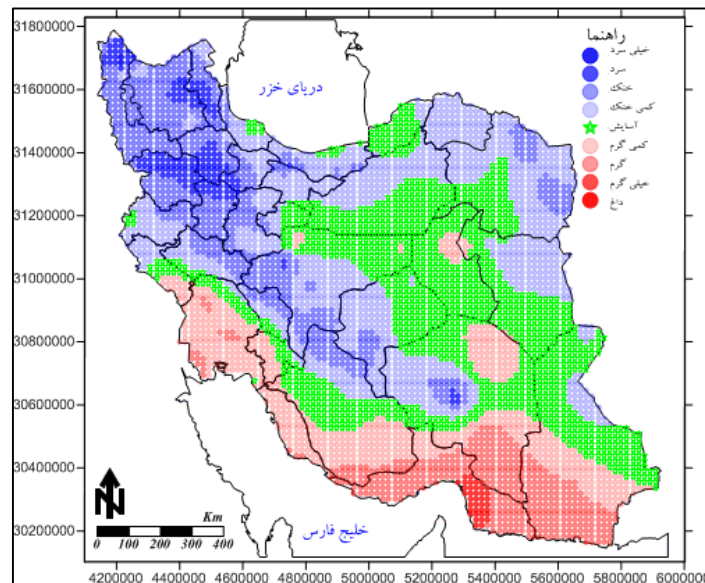 31800000
31600000
31400000
31200000
31000000
30800000
30600000
30400000
30200000
4200000 4400000 4600000 4800000 5000000 5200000 5400000 5600000 5800000 6000000
دریای خزر
خلیج فارس
راهنما
خیلی سرد
سرد
خنک
کمی خنک
آسایش
کمی گرم
گرم
خیلی گرم
داغ
N
Km
0 100 200 300 400